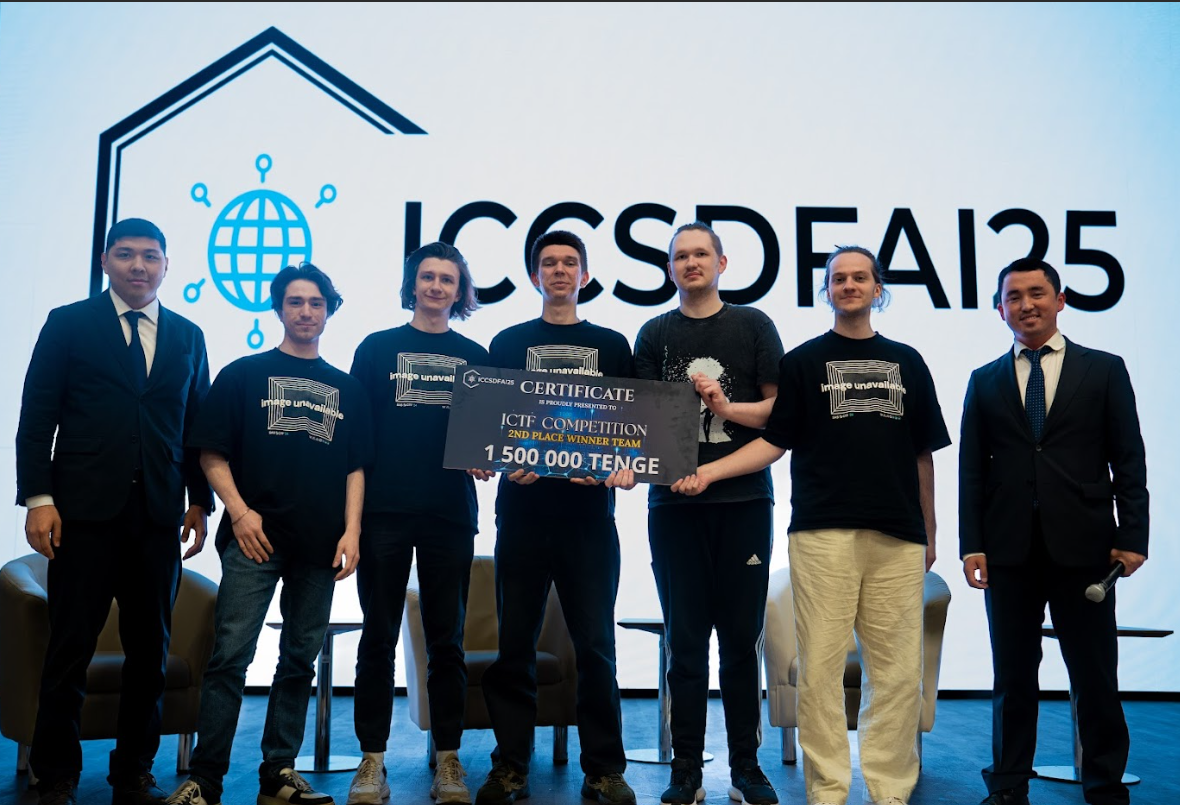 ICCSDFAI25
image unavailable
image unavail
image unavailable
image unavailable
ICCSDFAI25
CERTIFICATE
IS PROUDLY PRESENTED TO
ICTF COMPETITION
2ND PLACE WINNER TEAM
1 500 000 TENGE